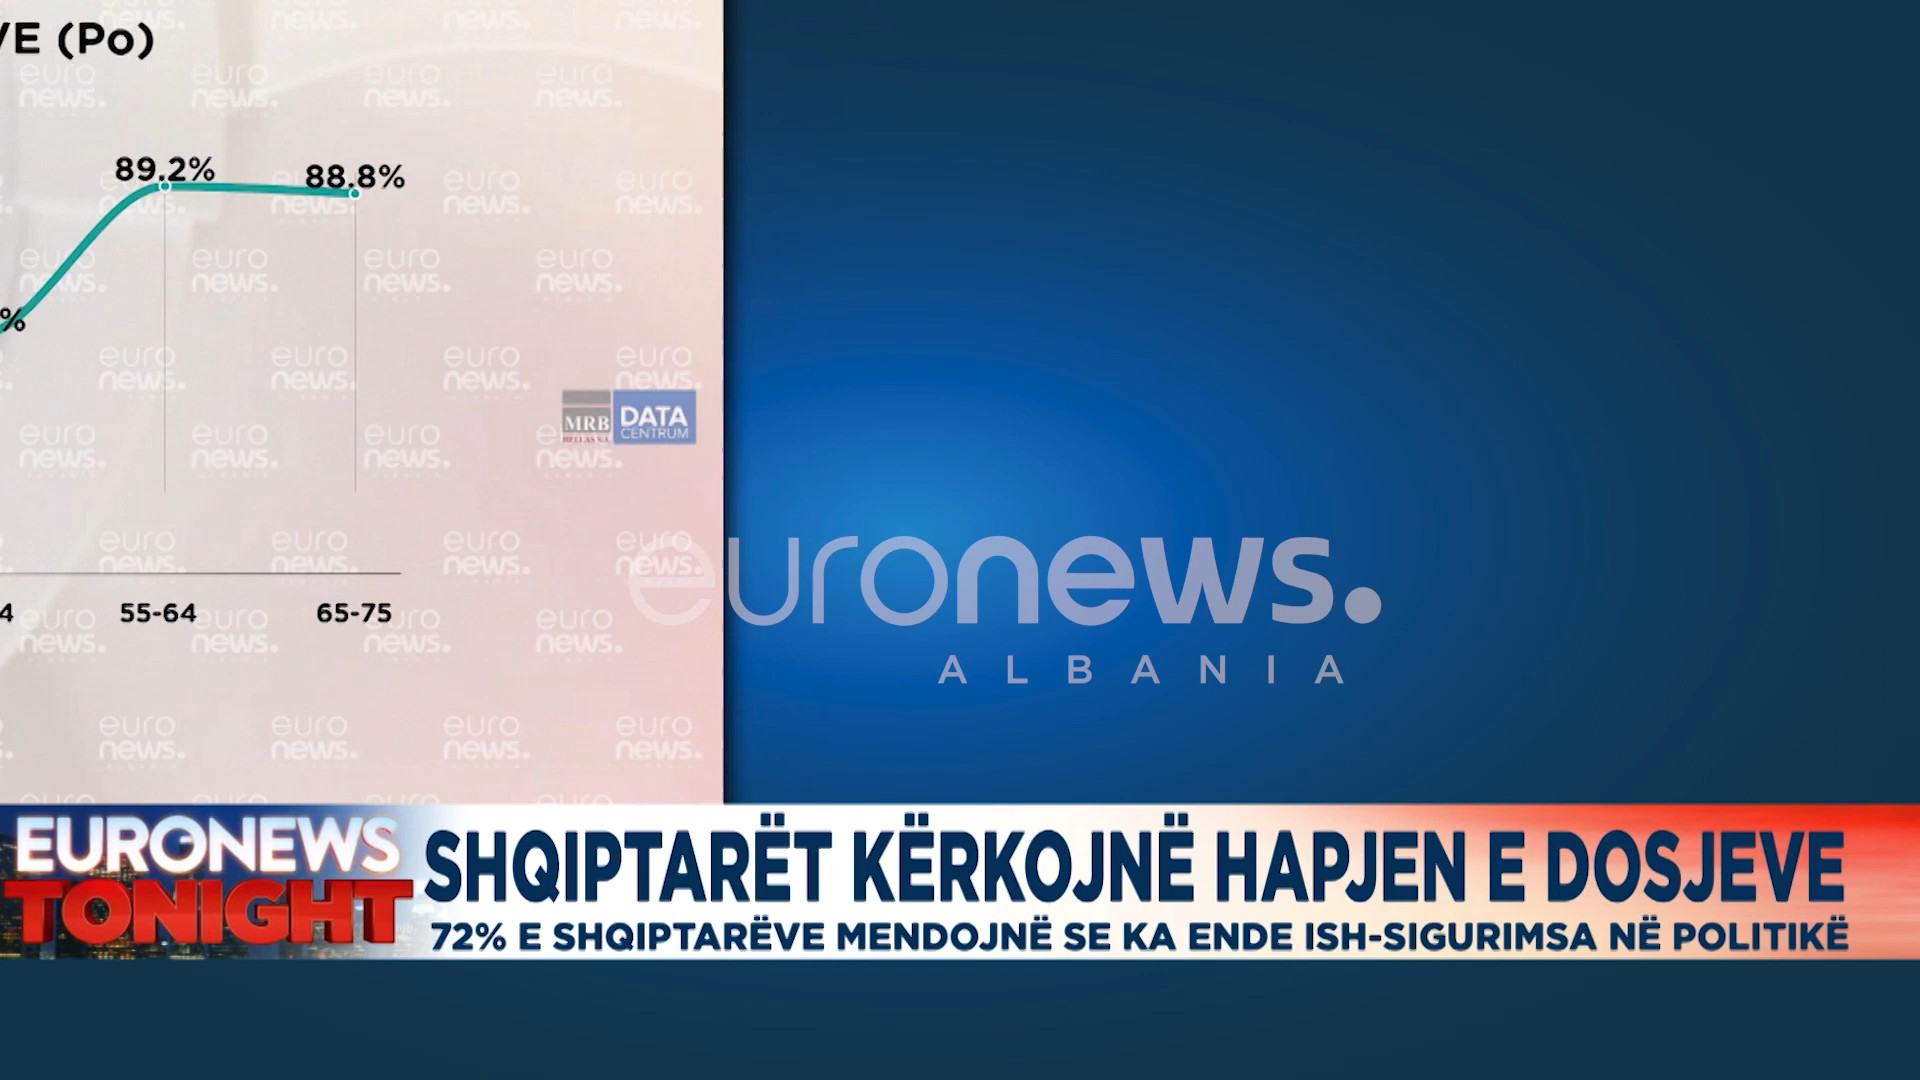 (Po)
89.2%
88.8%
%
MRB
HELLAS S.A.
DATA
CENTRUM
4
55-64
65-75
euronews.
ALBANIA
EURONEWS
TONIGHT
SHQIPTARËT KËRKOJNË HAPJEN E DOSJEVE
72% E SHQIPTARËVE MENDOJNË SE KA ENDE ISH-SIGURIMSA NË POLITIKË